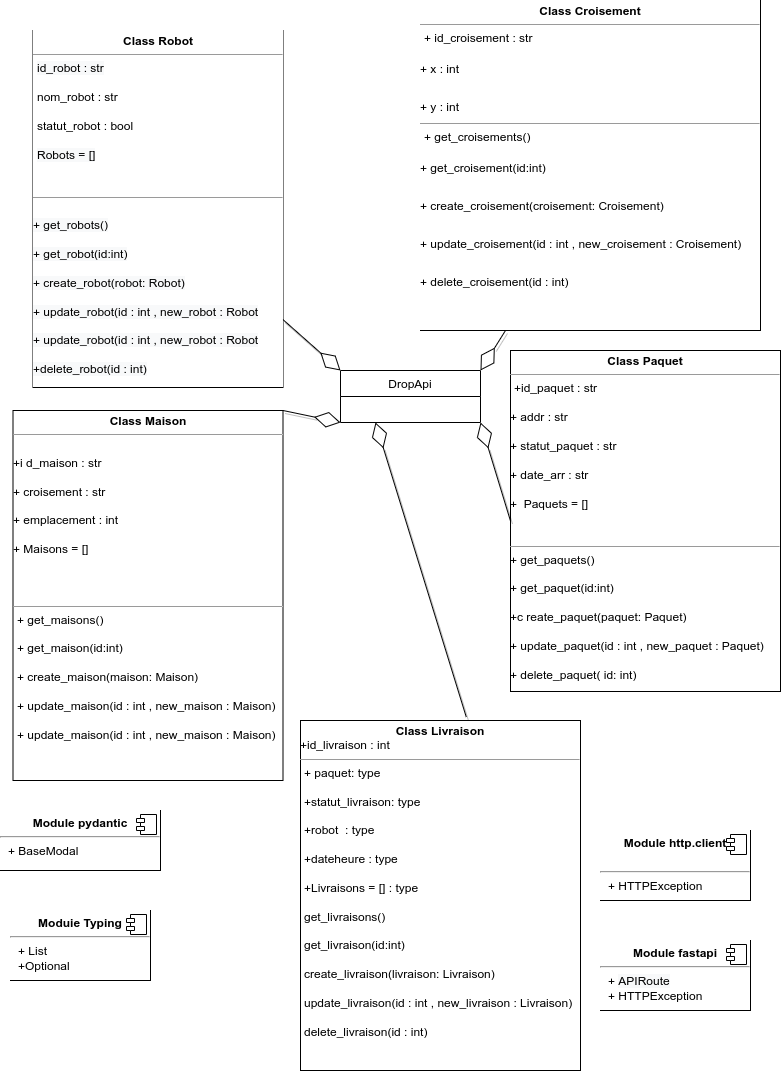 Class Robot
id_robot : str
nom_robot : str
statut_robot : bool
Robots = []
+ get_robots()
+ get_robot(id:int)
+ create_robot(robot: Robot)
+ update_robot(id : int , new_robot : Robot
+ update_robot(id : int , new_robot : Robot
+delete_robot(id : int)
Class Croisement
+ id_croisement : str
+ x : int
+ y : int
+ get_croisements()
+ get_croisement(id:int)
+ create_croisement(croisement: Croisement)
+ update_croisement(id : int , new_croisement : Croisement)
+ delete_croisement(id : int)
DropApi
Class Paquet
+id_paquet : str
+ addr : str
+ statut_paquet : str
+ date_arr : str
+ Paquets = []
+ get_paquets()
+ get_paquet(id:int)
+c reate_paquet(paquet: Paquet)
+ update_paquet(id : int , new_paquet : Paquet)
+ delete_paquet( id: int)
Class Maison
+i d_maison : str
+ croisement : str
+ emplacement : int
+ Maisons = []
+ get_maisons()
+ get_maison(id:int)
+ create_maison(maison: Maison)
+ update_maison(id : int , new_maison : Maison)
+ update_maison(id : int , new_maison : Maison)
Class Livraison
+id_livraison : int
+ paquet: type
+statut_livraison: type
+robot : type
+dateheure : type
+Livraisons = [] : type
get_livraisons()
get_livraison(id:int)
create_livraison(livraison: Livraison)
update_livraison(id : int , new_livraison : Livraison)
delete_livraison(id : int)
Module pydantic
+ BaseModal
Moduie Typing
+ List
+Optional
Module http.client
+ HTTPException
Module fastapi
+ APIRoute
+ HTTPException